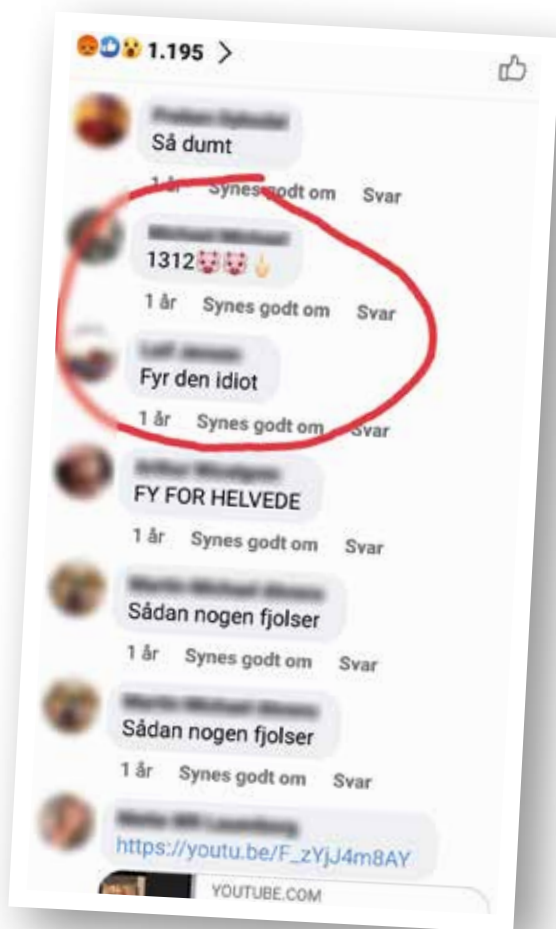 1.195 >
Så dumt
1 år Synes godt om Svar
1312🐷🐷🖕
1 år Synes godt om Svar
Fyr den idiot
1 år Synes godt om Svar
FY FOR HELVEDE
1 år Synes godt om Svar
Sådan nogen fjolser
1 år Synes godt om Svar
Sådan nogen fjolser
1 år Synes godt om Svar
https://youtu.be/F_zYjJ4m8AY
YOUTUBE.COM